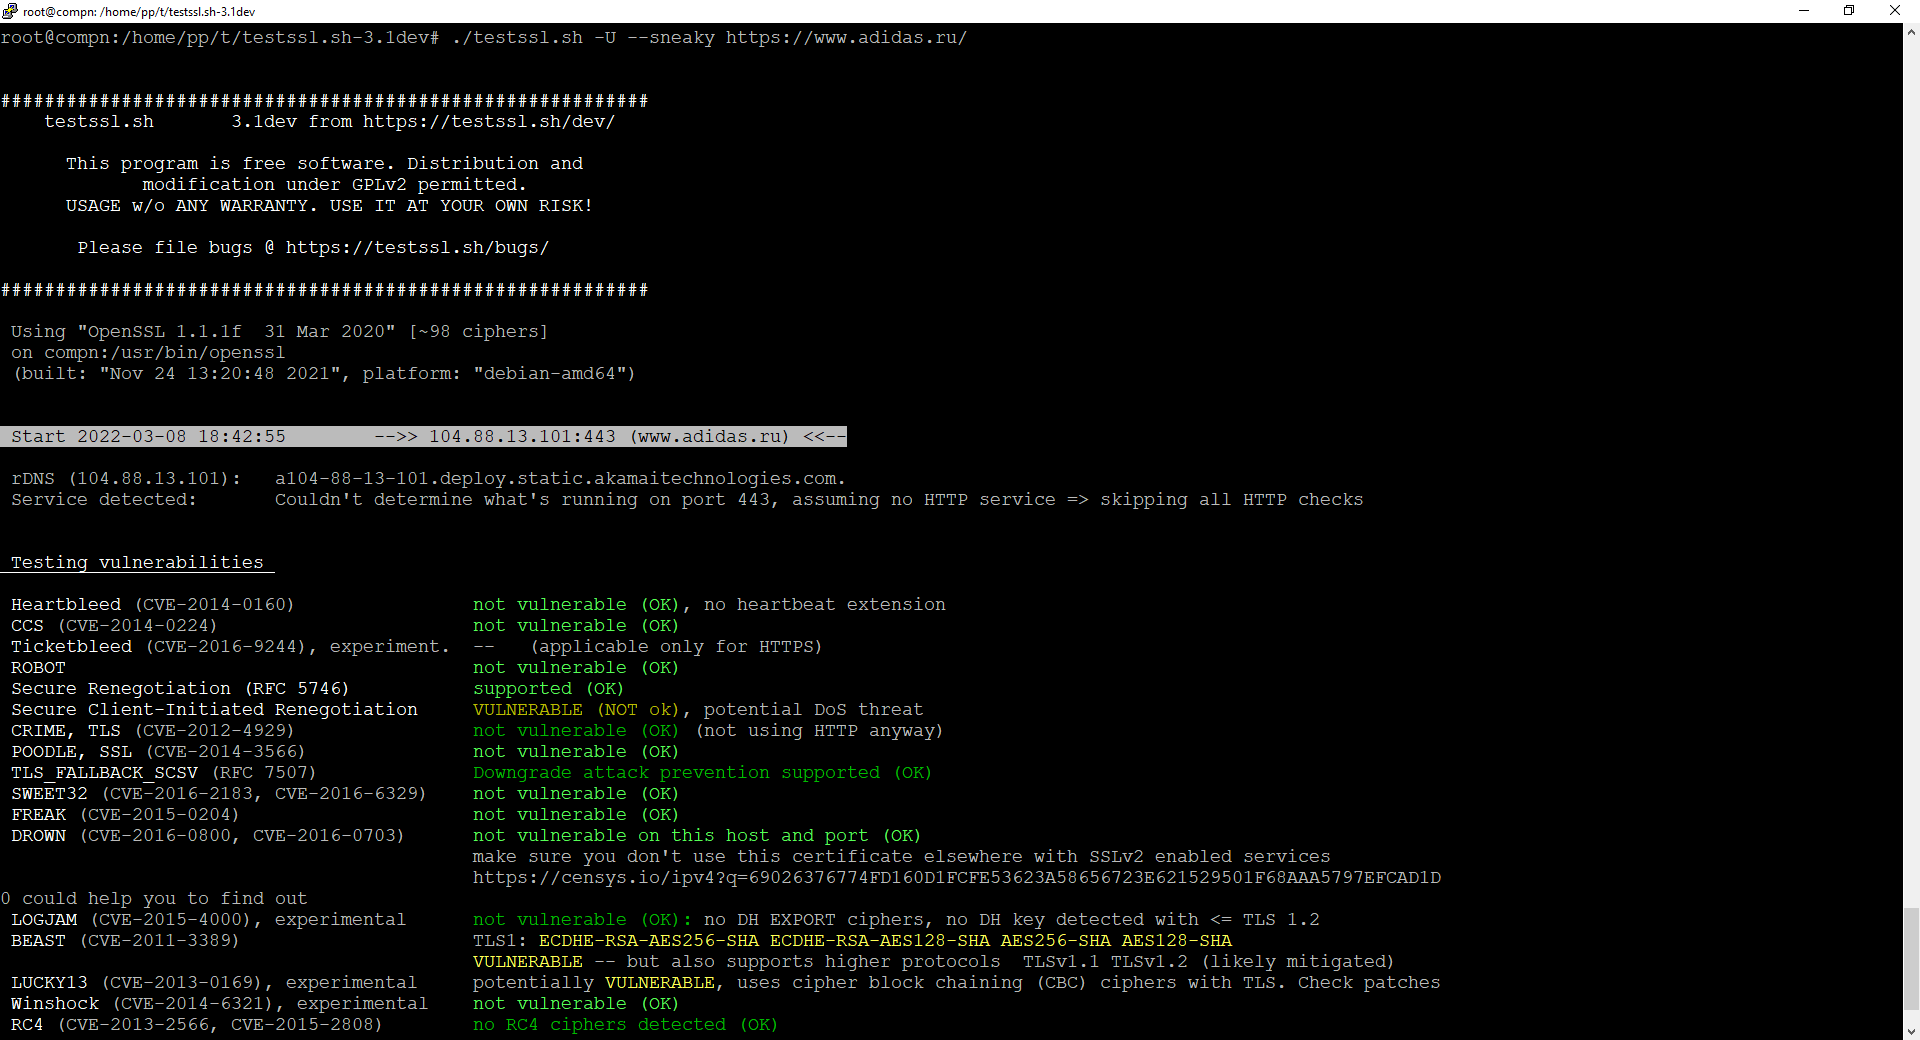 root@compn: /home/pp/t/testssl.sh-3.1dev
root@compn:/home/pp/t/testssl.sh-3.1dev# ./testssl.sh -U --sneaky https://www.adidas.ru/
###########################################################
testssl.sh       3.1dev from https://testssl.sh/dev/
This program is free software. Distribution and
modification under GPLv2 permitted.
USAGE w/o ANY WARRANTY. USE IT AT YOUR OWN RISK!
Please file bugs @ https://testssl.sh/bugs/
###########################################################
Using "OpenSSL 1.1.1f  31 Mar 2020" [~98 ciphers]
on compn:/usr/bin/openssl
(built: "Nov 24 13:20:48 2021", platform: "debian-amd64")
Start 2022-03-08 18:42:55        -->> 104.88.13.101:443 (www.adidas.ru) <<--
rDNS (104.88.13.101):   a104-88-13-101.deploy.static.akamaitechnologies.com.
Service detected:       Couldn't determine what's running on port 443, assuming no HTTP service => skipping all HTTP checks
Testing vulnerabilities
Heartbleed (CVE-2014-0160)                not vulnerable (OK), no heartbeat extension
CCS (CVE-2014-0224)                       not vulnerable (OK)
Ticketbleed (CVE-2016-9244), experiment.  --   (applicable only for HTTPS)
ROBOT                                     not vulnerable (OK)
Secure Renegotiation (RFC 5746)           supported (OK)
Secure Client-Initiated Renegotiation     VULNERABLE (NOT ok), potential DoS threat
CRIME, TLS (CVE-2012-4929)                not vulnerable (OK) (not using HTTP anyway)
POODLE, SSL (CVE-2014-3566)               not vulnerable (OK)
TLS_FALLBACK_SCSV (RFC 7507)              Downgrade attack prevention supported (OK)
SWEET32 (CVE-2016-2183, CVE-2016-6329)    not vulnerable (OK)
FREAK (CVE-2015-0204)                     not vulnerable (OK)
DROWN (CVE-2016-0800, CVE-2016-0703)      not vulnerable on this host and port (OK)
make sure you don't use this certificate elsewhere with SSLv2 enabled services
https://censys.io/ipv4?q=69026376774FD160D1FCFE53623A58656723E621529501F68AAA5797EFCAD1D
0 could help you to find out
LOGJAM (CVE-2015-4000), experimental      not vulnerable (OK): no DH EXPORT ciphers, no DH key detected with <= TLS 1.2
BEAST (CVE-2011-3389)                     TLS1: ECDHE-RSA-AES256-SHA ECDHE-RSA-AES128-SHA AES256-SHA AES128-SHA
VULNERABLE -- but also supports higher protocols  TLSv1.1 TLSv1.2 (likely mitigated)
LUCKY13 (CVE-2013-0169), experimental     potentially VULNERABLE, uses cipher block chaining (CBC) ciphers with TLS. Check patches
Winshock (CVE-2014-6321), experimental    not vulnerable (OK)
RC4 (CVE-2013-2566, CVE-2015-2808)        no RC4 ciphers detected (OK)